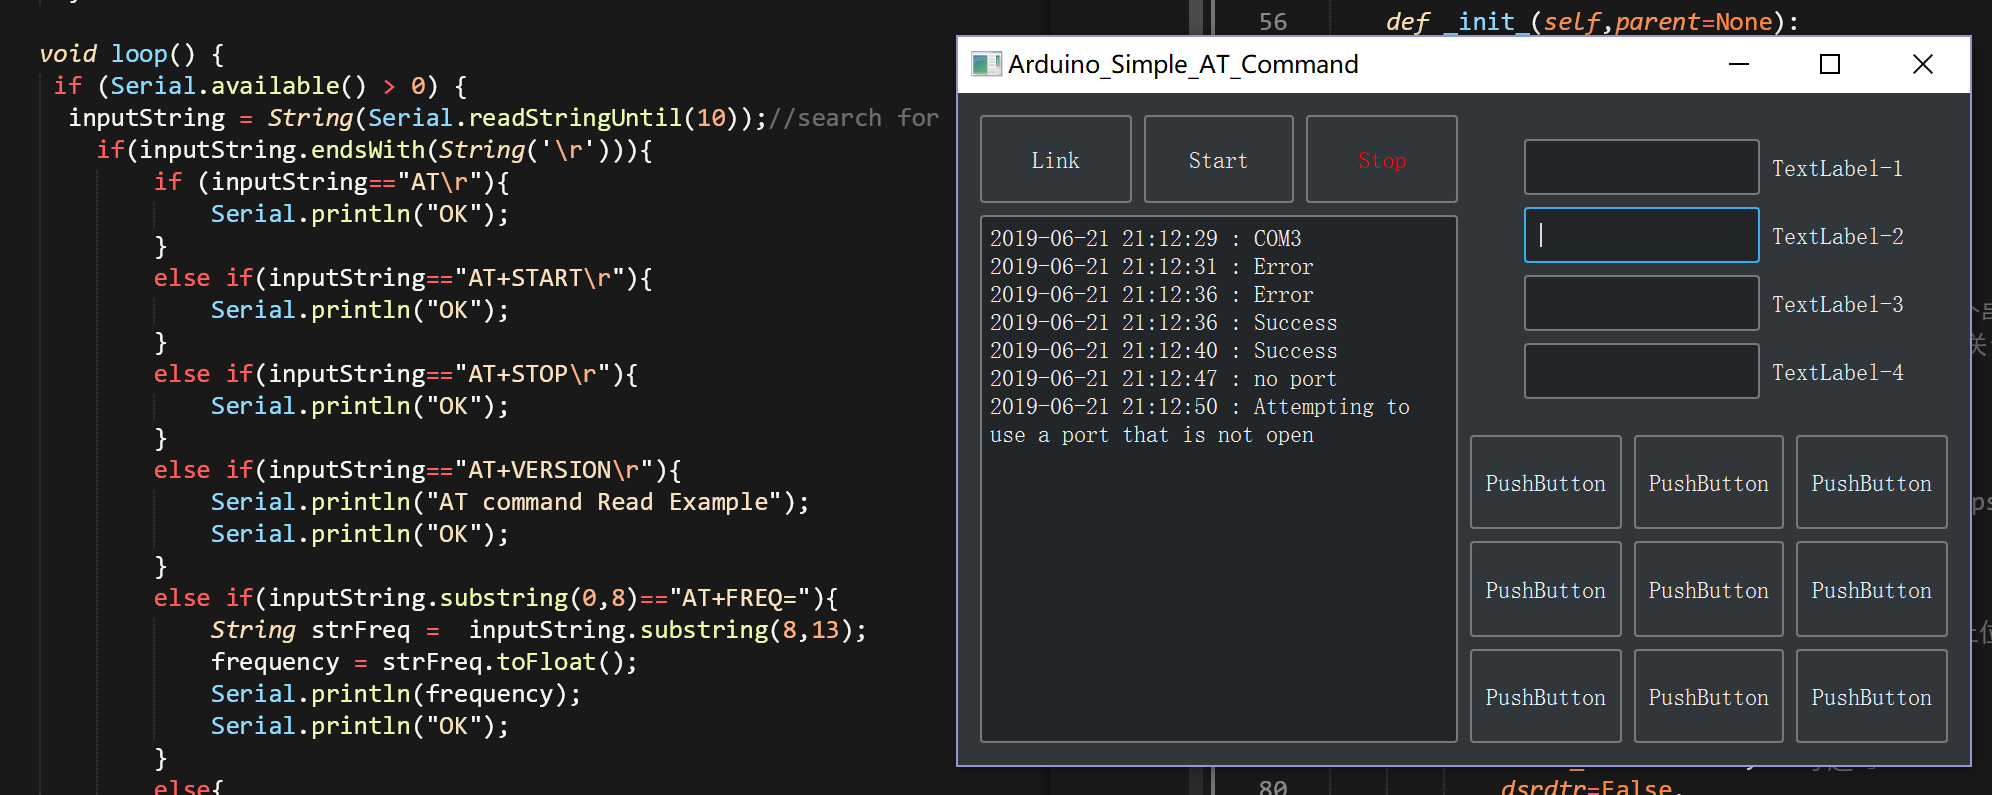 void loop() {
if (Serial.available() > 0) {
inputString = String(Serial.readStringUntil(10));//search for
if(inputString.endsWith(String('\r'))){
if (inputString=="AT\r"){
Serial.println("OK");
}
else if(inputString=="AT+START\r"){
Serial.println("OK");
}
else if(inputString=="AT+STOP\r"){
Serial.println("OK");
}
else if(inputString=="AT+VERSION\r"){
Serial.println("AT command Read Example");
Serial.println("OK");
}
else if(inputString.substring(0,8)=="AT+FREQ="){
String strFreq =  inputString.substring(8,13);
frequency = strFreq.toFloat();
Serial.println(frequency);
Serial.println("OK");
}
else{
56 def _init_(self,parent=None):
Arduino_Simple_AT_Command
Link Start Stop
2019-06-21 21:12:29 : COM3
2019-06-21 21:12:31 : Error
2019-06-21 21:12:36 : Error
2019-06-21 21:12:36 : Success
2019-06-21 21:12:40 : Success
2019-06-21 21:12:47 : no port
2019-06-21 21:12:50 : Attempting to
use a port that is not open
TextLabel-1
TextLabel-2
TextLabel-3
TextLabel-4
PushButton PushButton PushButton
PushButton PushButton PushButton
PushButton PushButton PushButton
80 dsrdtr=False,